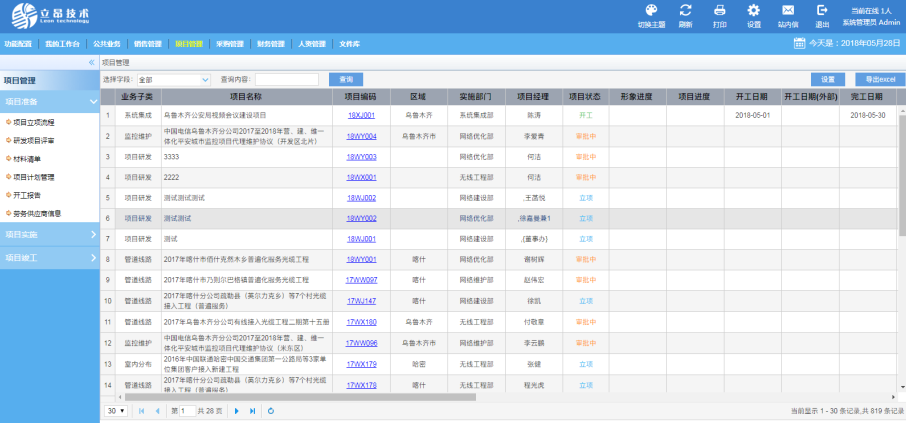 立昂技术
Leon technology
切换主题 刷新 打印 设置 站内信 退出
当前在线 1人
系统管理员 Admin
功能配置 我的工作台 公共业务 销售管理 项目管理 采购管理 财务管理 人资管理 文件库
今天是：2018年05月28日
项目管理
项目管理
选择字段： 全部 查询内容： 查询 设置 导出excel
项目准备
项目立项流程
研发项目评审
材料清单
项目计划管理
开工报告
劳务供应商信息
项目实施
项目竣工
业务子类 项目名称 项目编码 区域 实施部门 项目经理 项目状态 形象进度 项目进度 开工日期 开工日期(外部) 完工日期
1 系统集成 乌鲁木齐公安局视频会议建设项目 18XJ001 乌鲁木齐 系统集成部 陈涛 开工 2018-05-01 2018-05-30
2 监控维护 中国电信乌鲁木齐分公司2017至2018年营、建、维一
体化平安城市监控项目代理维护协议（开发区北片） 18WY004 乌鲁木齐市 网络优化部 李爱青 审批中
3 项目研发 3333 18WY003 网络优化部 何洁 审批中
4 项目研发 2222 18WX001 无线工程部 何洁 审批中
5 项目研发 测试测试测试 18WJ002 网络建设部 ,王菡悦 立项
6 项目研发 测试测试 18WY002 网络优化部 ,徐嘉曼兼1 立项
7 项目研发 测试 18WJ001 网络建设部 ,(董事办) 立项
8 管道线路 2017年喀什市佰什克然木乡普遍化服务光缆工程 18WY001 喀什 网络优化部 谢树辉 审批中
9 管道线路 2017年喀什市乃则尔巴格镇普遍化服务光缆工程 17WW097 喀什 网络维护部 赵伟宏 审批中
10 管道线路 2017年喀什分公司疏勒县（英尔力克乡）等7个村光缆
接入工程（普遍服务） 17WJ147 喀什 网络建设部 徐凯 立项
11 管道线路 2017年乌鲁木齐分公司有线接入光缆工程二期第十五册 17WX180 乌鲁木齐 无线工程部 付敬章 审批中
12 监控维护 中国电信乌鲁木齐分公司2017至2018年营、建、维一
体化平安城市监控项目代理维护协议（米东区） 17WW096 乌鲁木齐市 网络维护部 李云鹏 审批中
13 室内分布 2016年中国联通哈密中国交通集团第一公路局等3家单
位集团客户接入新建工程 17WX179 哈密 无线工程部 张健 立项
14 管道线路 2017年喀什分公司疏勒县（英尔力克乡）等7个村光缆
接入工程（普遍服务） 17WX178 喀什 无线工程部 程光虎 立项
30 第 1 共 28 页 当前显示 1 - 30 条记录,共 819 条记录